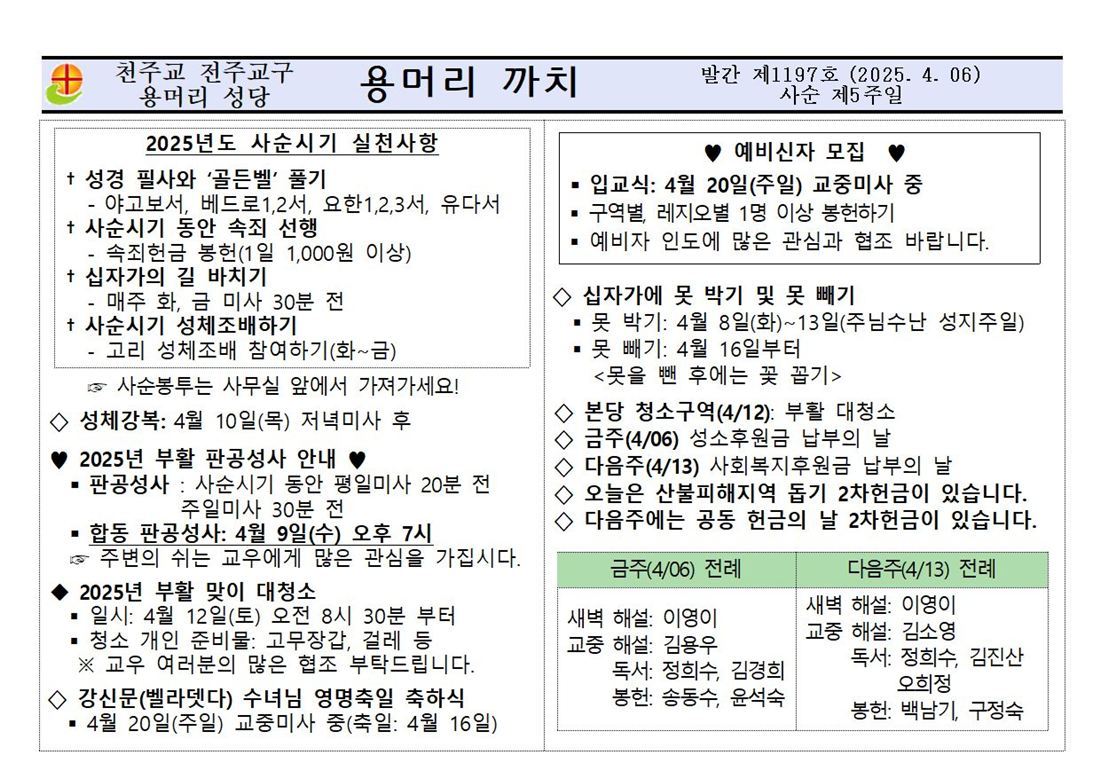 천주교 전주교구
용머리 성당
용머리 까치
발간 제1197호 (2025. 4. 06)
사순 제5주일
2025년도 사순시기 실천사항
† 성경 필사와 ‘골든벨’ 풀기
- 야고보서, 베드로1,2서, 요한1,2,3서, 유다서
† 사순시기 동안 속죄 선행
- 속죄헌금 봉헌(1일 1,000원 이상)
† 십자가의 길 바치기
- 매주 화, 금 미사 30분 전
† 사순시기 성체조배하기
- 고리 성체조배 참여하기(화~금)
☞ 사순봉투는 사무실 앞에서 가져가세요!
◇ 성체강복: 4월 10일(목) 저녁미사 후
♥ 2025년 부활 판공성사 안내 ♥
▪ 판공성사 : 사순시기 동안 평일미사 20분 전
주일미사 30분 전
▪ 합동 판공성사: 4월 9일(수) 오후 7시
☞ 주변의 쉬는 교우에게 많은 관심을 가집시다.
◆ 2025년 부활 맞이 대청소
▪ 일시: 4월 12일(토) 오전 8시 30분 부터
▪ 청소 개인 준비물: 고무장갑, 걸레 등
※ 교우 여러분의 많은 협조 부탁드립니다.
◇ 강신문(벨라뎃다) 수녀님 영명축일 축하식
▪ 4월 20일(주일) 교중미사 중(축일: 4월 16일)
♥ 예비신자 모집 ♥
▪ 입교식: 4월 20일(주일) 교중미사 중
▪ 구역별, 레지오별 1명 이상 봉헌하기
▪ 예비자 인도에 많은 관심과 협조 바랍니다.
◇ 십자가에 못 박기 및 못 빼기
▪ 못 박기: 4월 8일(화)~13일(주님수난 성지주일)
▪ 못 빼기: 4월 16일부터
<못을 뺀 후에는 꽃 꼽기>
◇ 본당 청소구역(4/12): 부활 대청소
◇ 금주(4/06) 성소후원금 납부의 날
◇ 다음주(4/13) 사회복지후원금 납부의 날
◇ 오늘은 산불피해지역 돕기 2차헌금이 있습니다.
◇ 다음주에는 공동 헌금의 날 2차헌금이 있습니다.
금주(4/06) 전례
새벽 해설: 이영이
교중 해설: 김용우
독서: 정희수, 김경희
봉헌: 송동수, 윤석숙
다음주(4/13) 전례
새벽 해설: 이영이
교중 해설: 김소영
독서: 정희수, 김진산
오희정
봉헌: 백남기, 구정숙